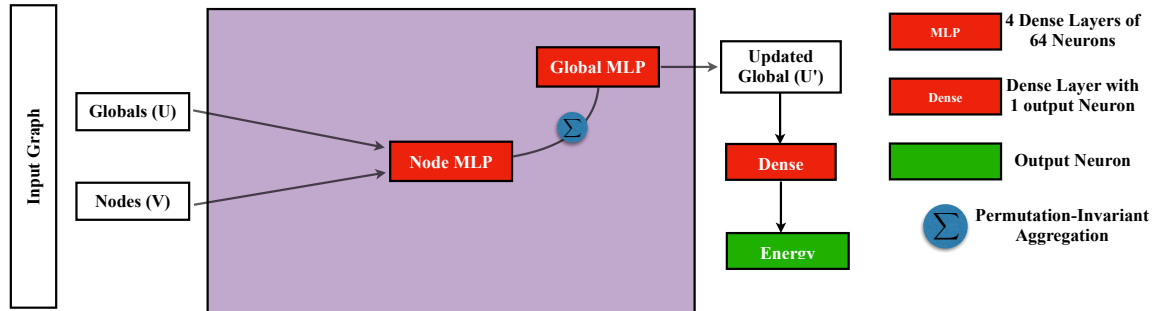 Input Graph
Globals (U)
Nodes (V)
Node MLP
Σ
Global MLP
Updated
Global (U')
Dense
Energy
MLP
4 Dense Layers of
64 Neurons
Dense
Dense Layer with
1 output Neuron
Output Neuron
Σ
Permutation-Invariant
Aggregation